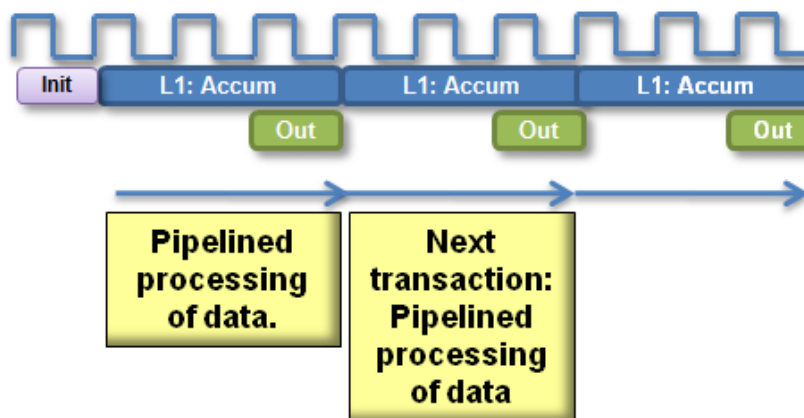 Init
L1: Accum
L1: Accum
L1: Accum
Out
Out
Out
Pipelined
processing
of data.
Next
transaction:
Pipelined
processing
of data